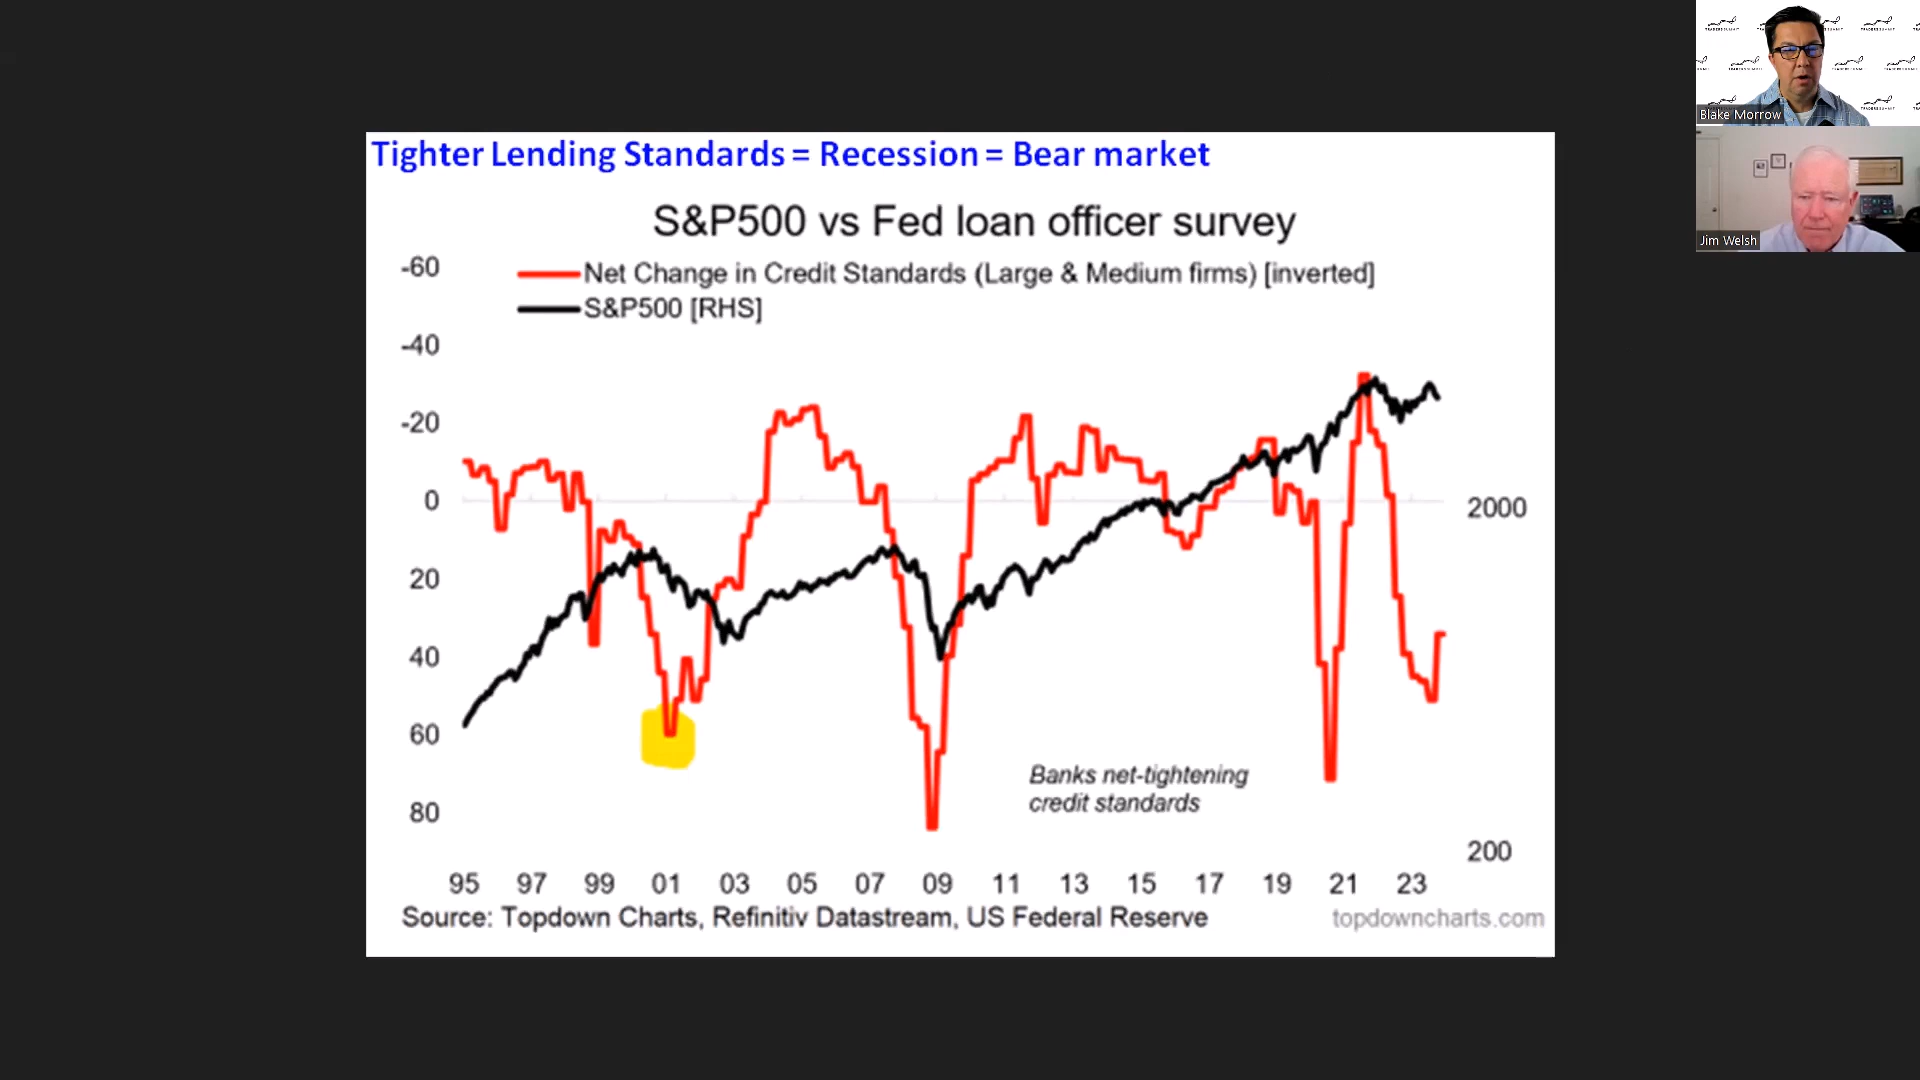 Tighter Lending Standards = Recession = Bear market
S&P500 vs Fed loan officer survey
-60
Net Change in Credit Standards (Large & Medium firms) [inverted]
S&P500 [RHS]
-40
-20
0
2000
20
40
60
Banks net-tightening
credit standards
80
200
95 97 99 01 03 05 07 09 11 13 15 17 19 21 23
Source: Topdown Charts, Refinitiv Datastream, US Federal Reserve
topdowncharts.com
Blake Morrow
Jim Welsh